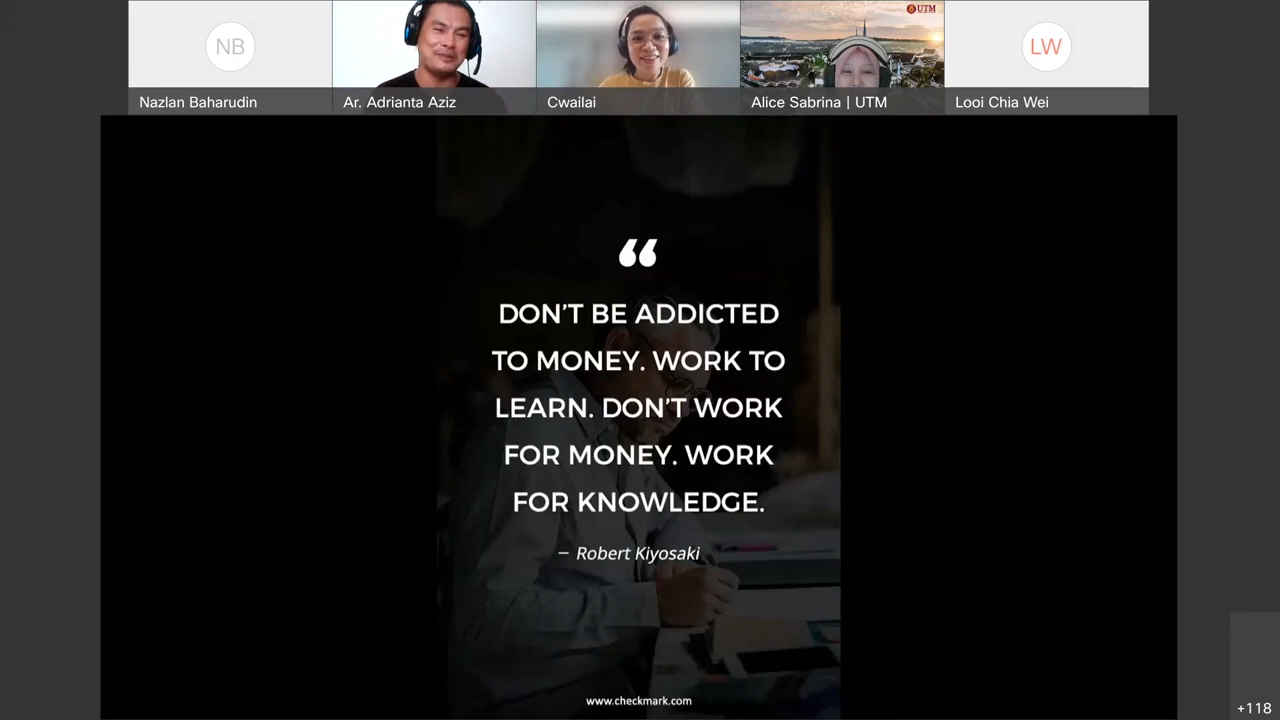 NB
UTM
LW
Nazlan Baharudin
Ar. Adrianta Aziz
Cwailai
Alice Sabrina | UTM
Looi Chia Wei
“
DON’T BE ADDICTED
TO MONEY. WORK TO
LEARN. DON’T WORK
FOR MONEY. WORK
FOR KNOWLEDGE.
– Robert Kiyosaki
www.checkmark.com
+118